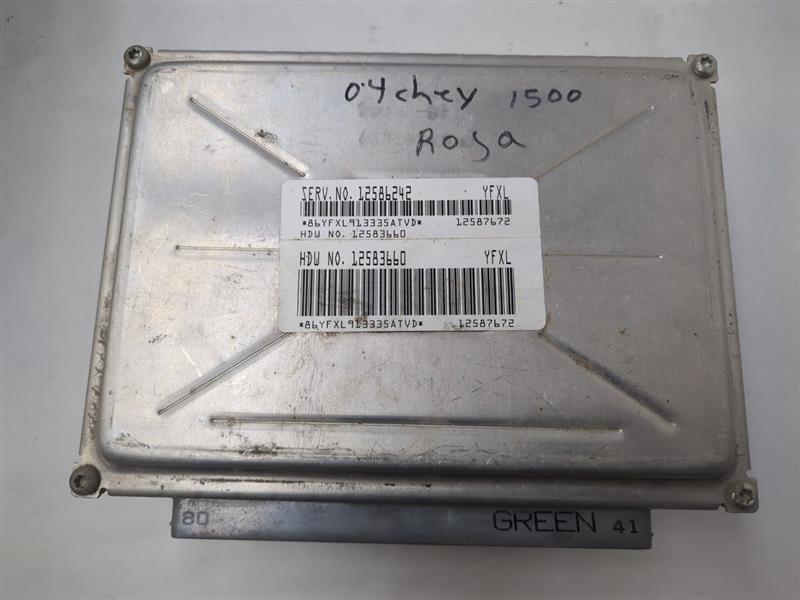 04 chey 1500
Rosa
SERV.NO. 12586242 YFXL
*86YFXL913335ATVD* 12587672
HDW NO. 12583660
HDW NO. 12583660 YFXL
*86YFXL913335ATVD* 12587672
80 GREEN 41